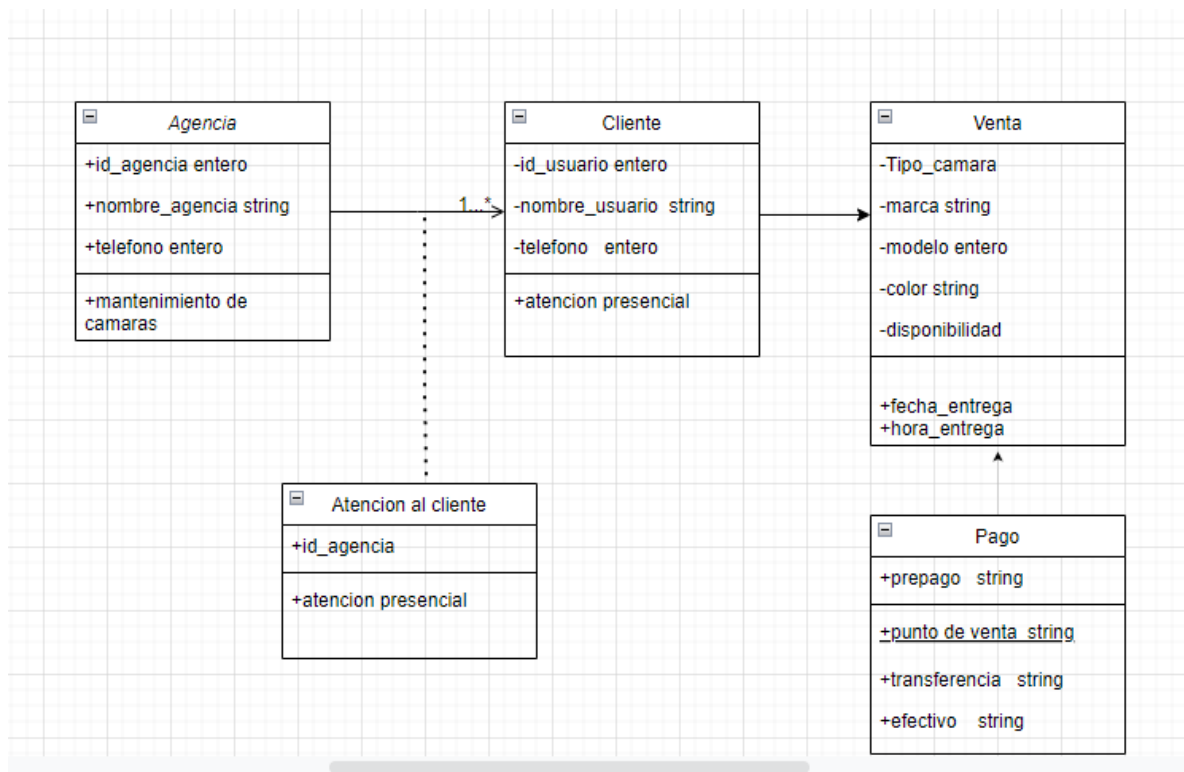 Agencia
+id_agencia entero
+nombre_agencia string
+telefono entero
+mantenimiento de
camaras
1...*
Cliente
-id_usuario entero
-nombre_usuario string
-telefono entero
+atencion presencial
Venta
-Tipo_camara
-marca string
-modelo entero
-color string
-disponibilidad
+fecha_entrega
+hora_entrega
Atencion al cliente
+id_agencia
+atencion presencial
Pago
+prepago string
+punto de venta string
+transferencia string
+efectivo string